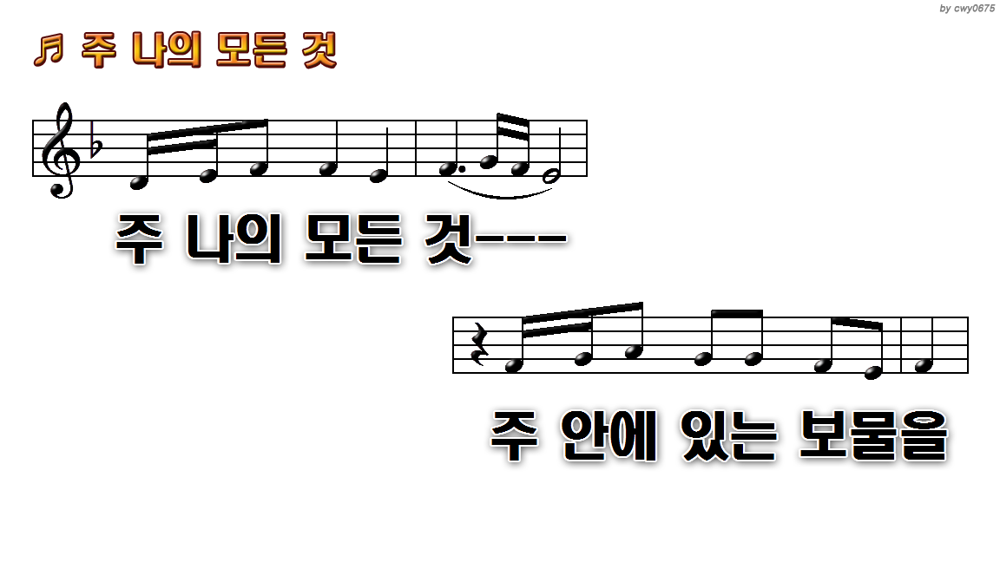 by cwy0675
♬ 주 나의 모든 것
주 나의 모든 것---
주 안에 있는 보물을